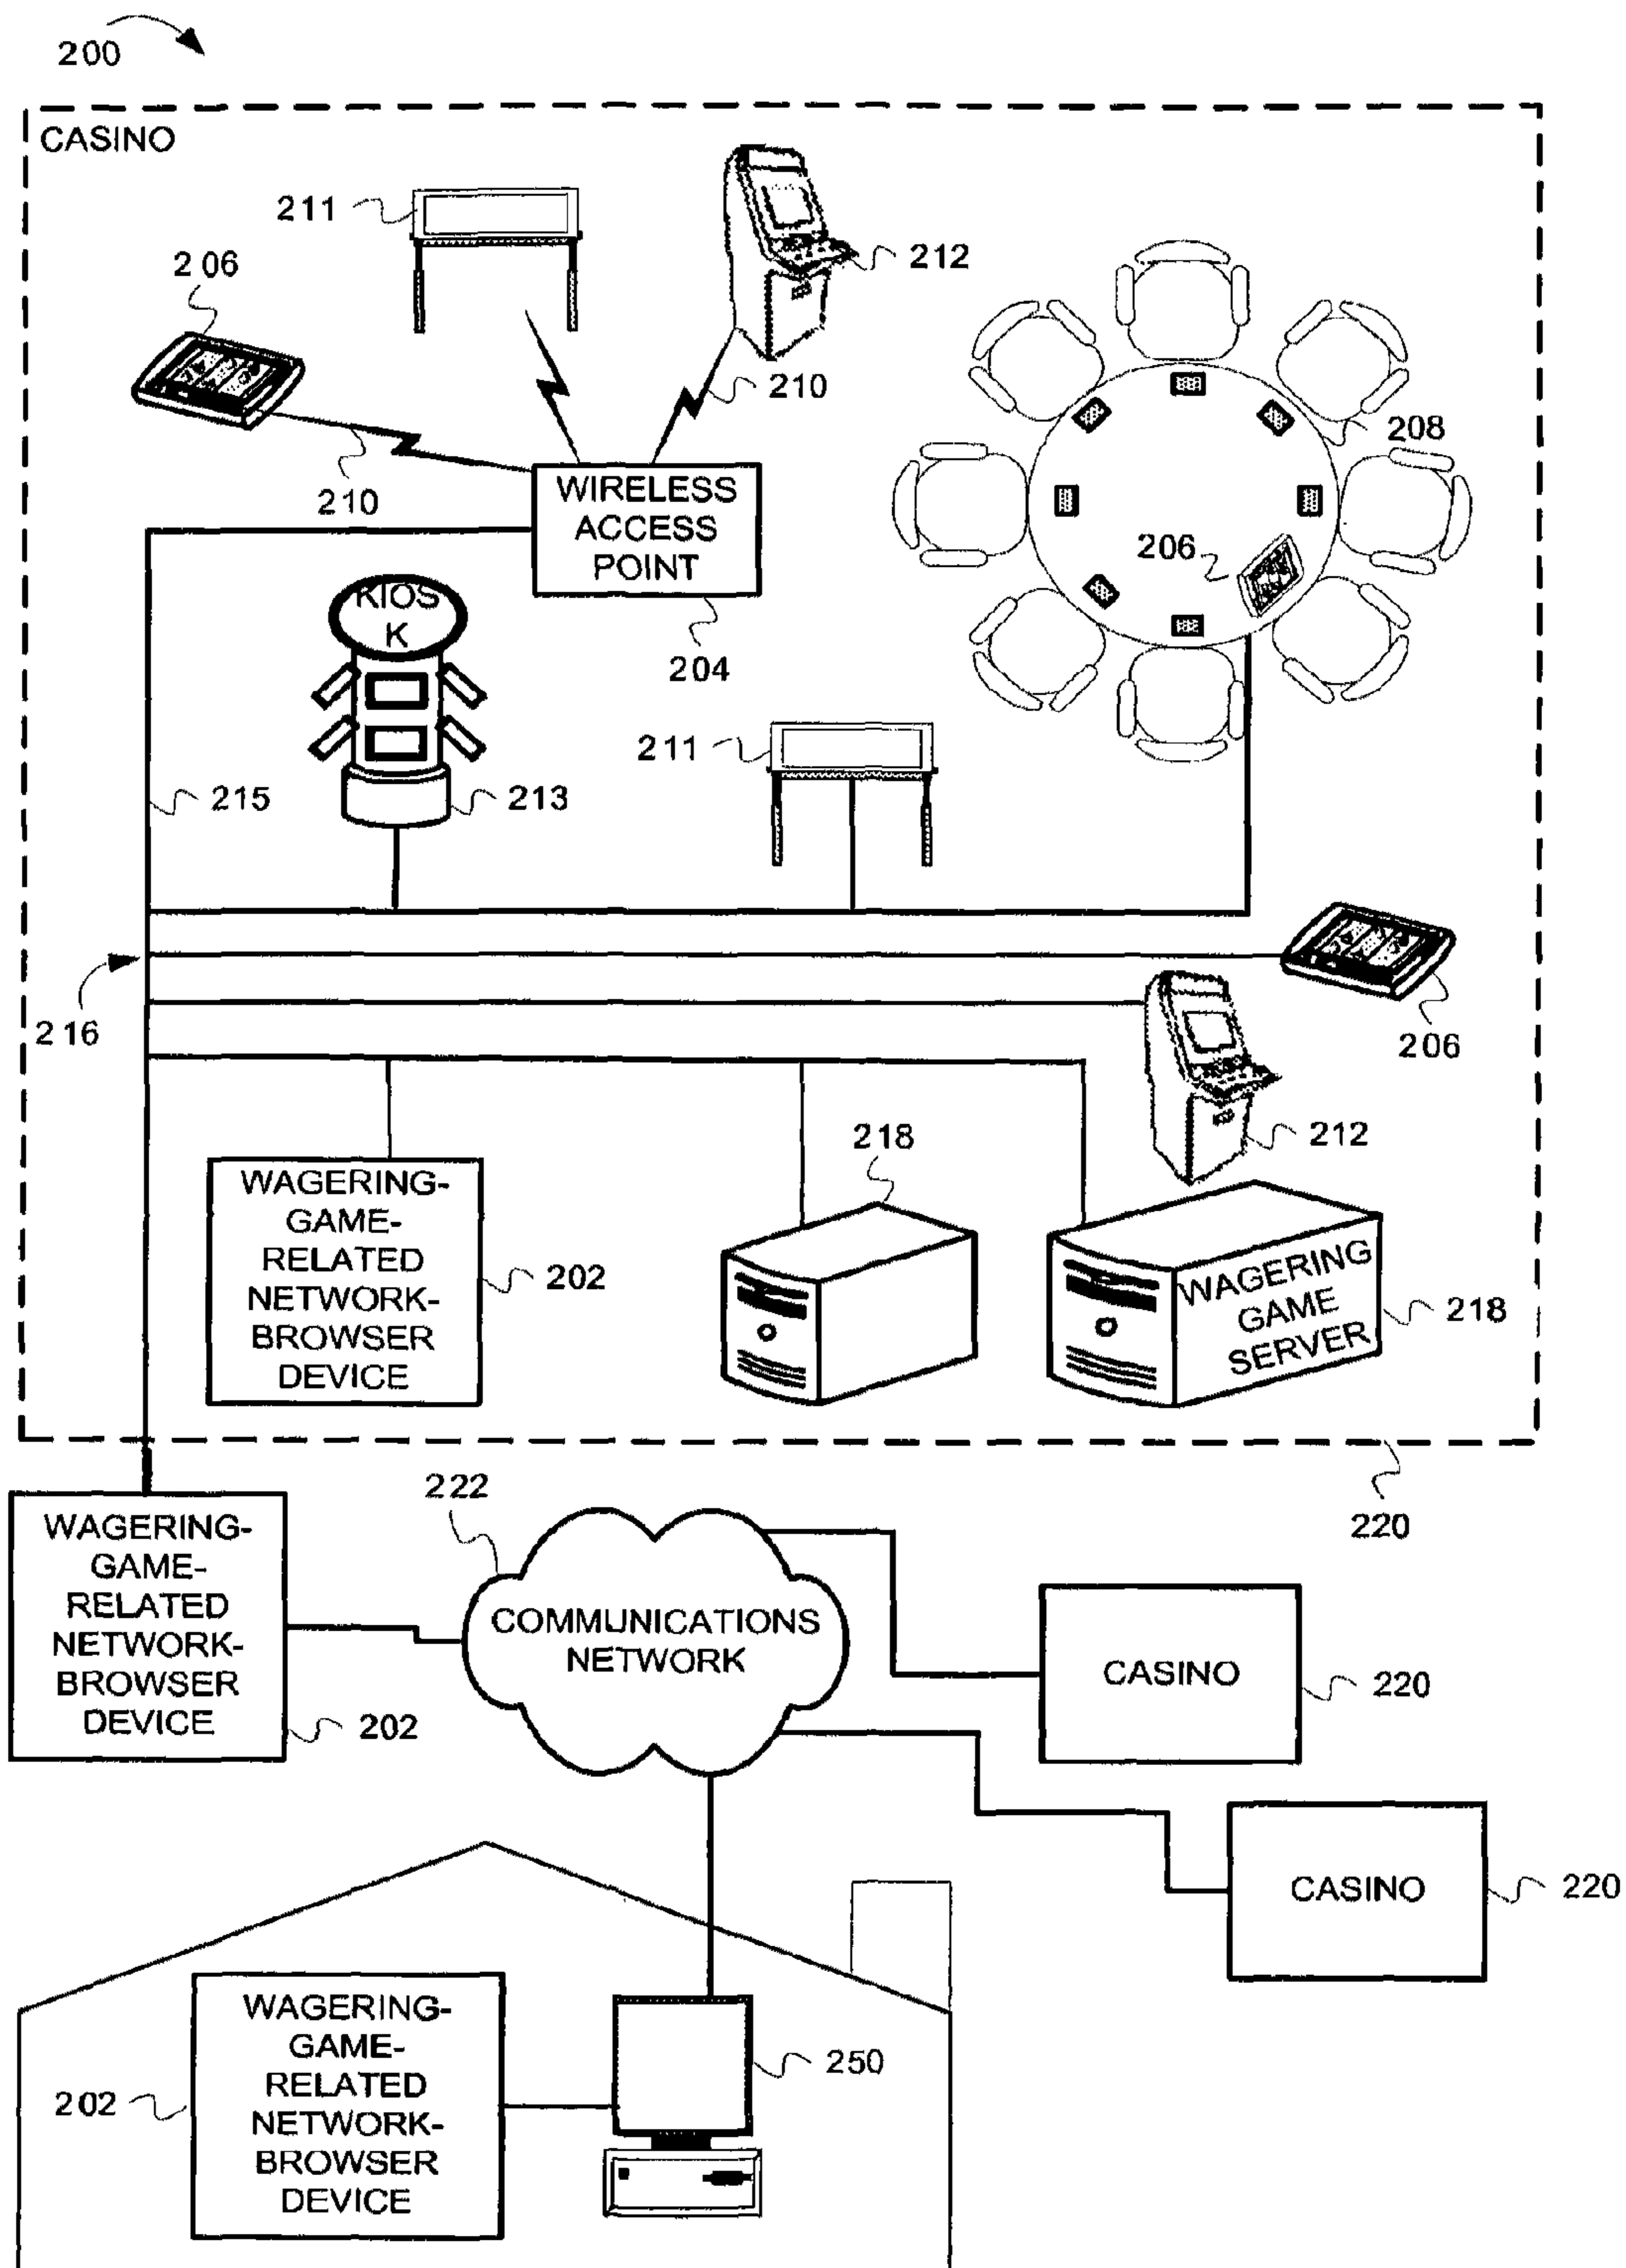 200
CASINO
211
212
206
210
210
208
WIRELESS
ACCESS
POINT
206
KIOS
K
204
211
215
213
216
206
212
218
WAGERING-
GAME-
RELATED
NETWORK-
BROWSER
DEVICE
202
WAGERING
GAME
SERVER
218
222
220
WAGERING-
GAME-
RELATED
NETWORK-
BROWSER
DEVICE
202
COMMUNICATIONS
NETWORK
CASINO
220
CASINO
220
WAGERING-
GAME-
RELATED
NETWORK-
BROWSER
DEVICE
202
250